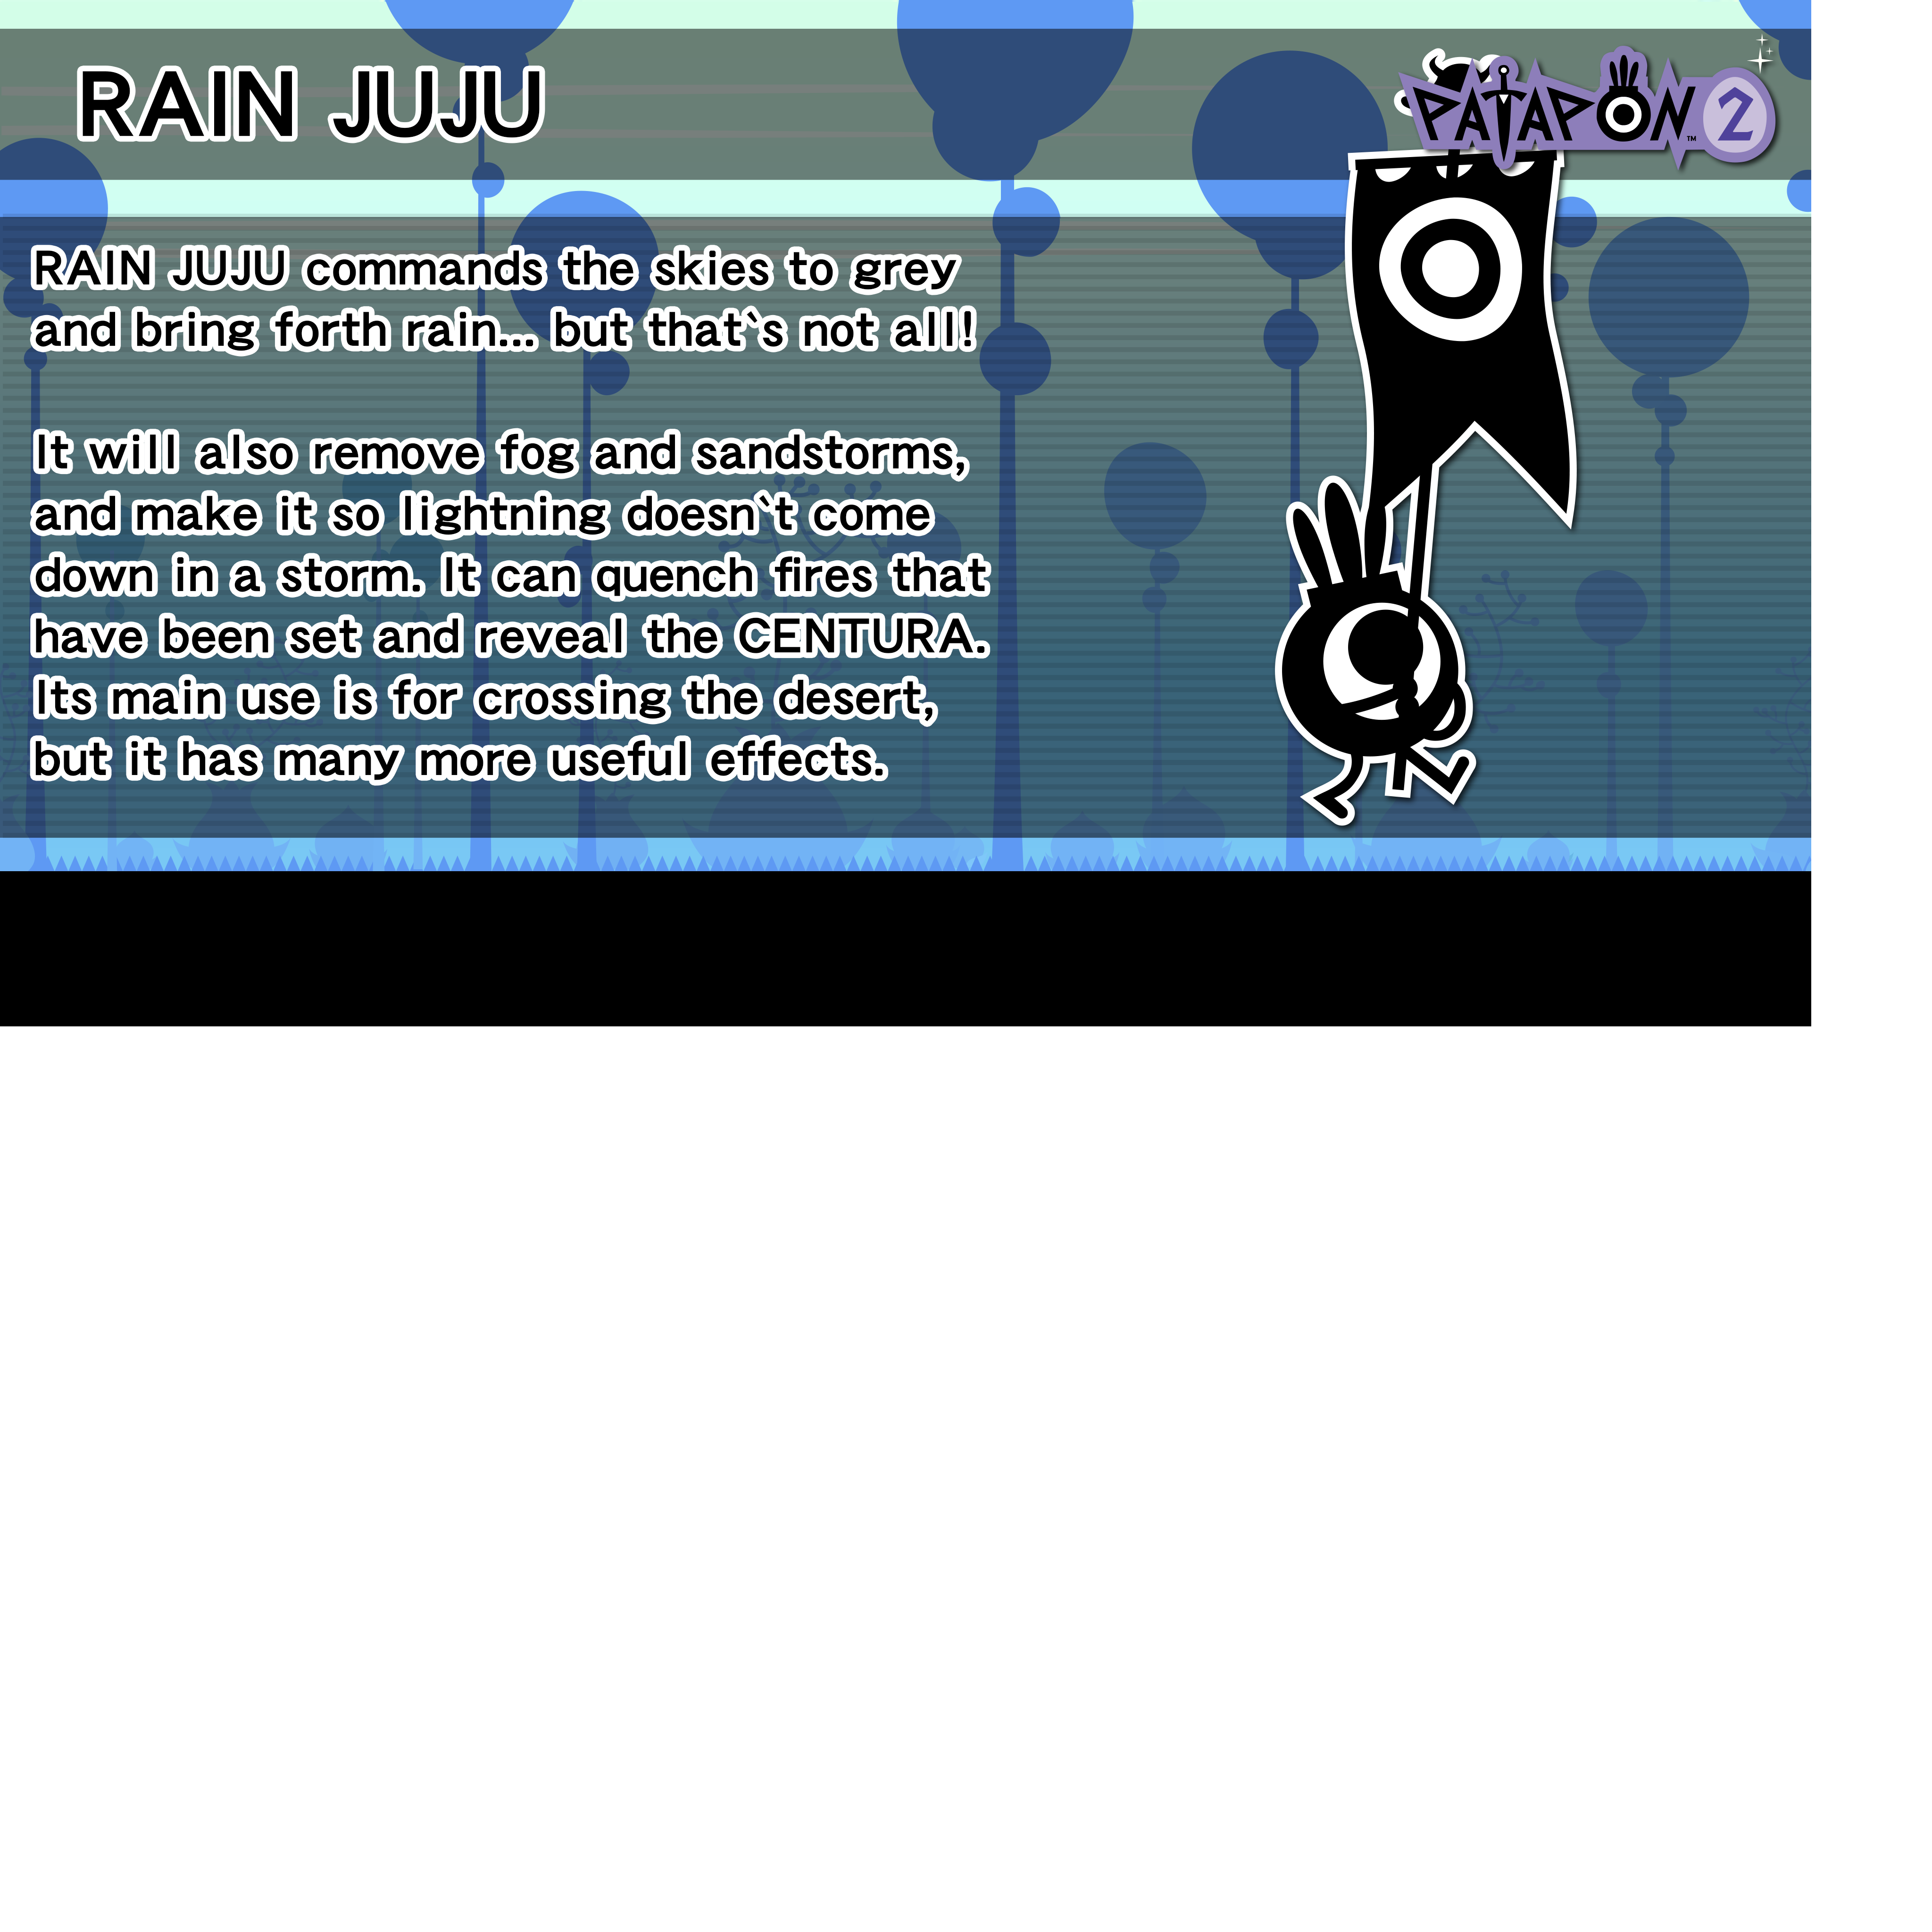 RAIN JUJU
PATAPON™ 2
RAIN JUJU commands the skies to grey
and bring forth rain... but that`s not all!
It will also remove fog and sandstorms,
and make it so lightning doesn`t come
down in a storm. It can quench fires that
have been set and reveal the CENTURA.
Its main use is for crossing the desert,
but it has many more useful effects.